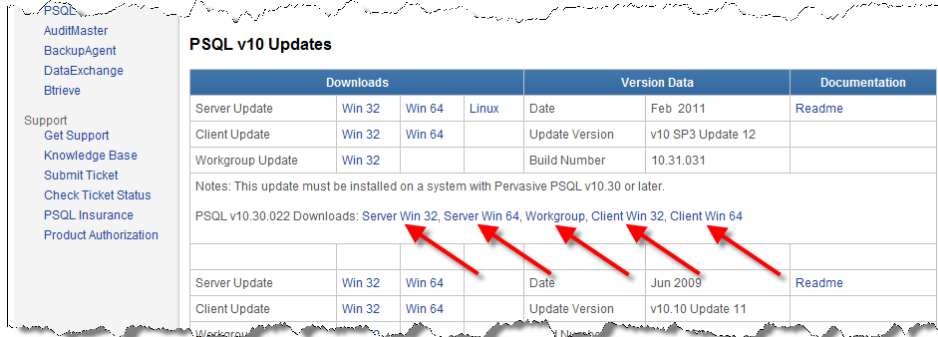 PSQL
AuditMaster
BackupAgent
DataExchange
Btrieve
Support
Get Support
Knowledge Base
Submit Ticket
Check Ticket Status
PSQL Insurance
Product Authorization
PSQL v10 Updates
Downloads Version Data Documentation
Server Update Win 32 Win 64 Linux Date Feb 2011 Readme
Client Update Win 32 Win 64 Update Version v10 SP3 Update 12
Workgroup Update Win 32 Build Number 10.31.031
Notes: This update must be installed on a system with Pervasive PSQL v10.30 or later.
PSQL v10.30.022 Downloads: Server Win 32, Server Win 64, Workgroup, Client Win 32, Client Win 64
Server Update Win 32 Win 64 Date Jun 2009 Readme
Client Update Win 32 Win 64 Update Version v10.10 Update 11